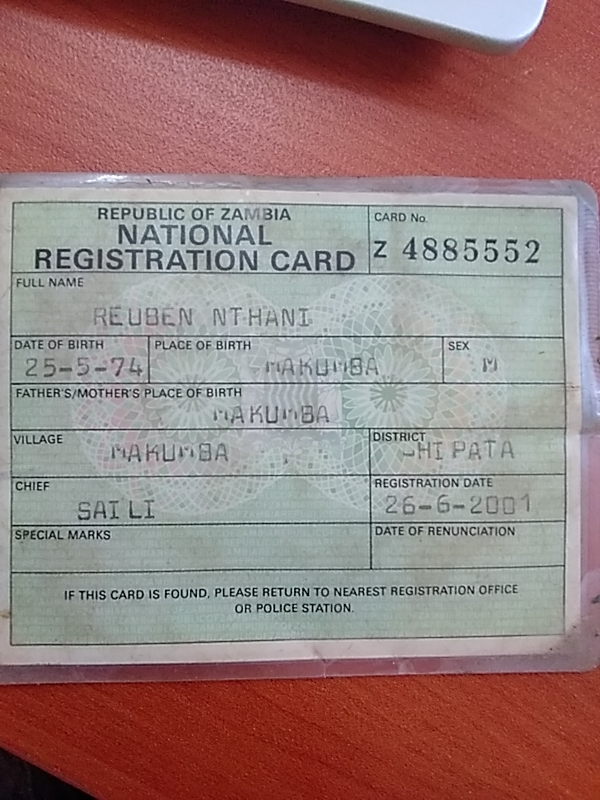 REPUBLIC OF ZAMBIA
NATIONAL
REGISTRATION CARD
CARD No.
Z 4885552
FULL NAME
REUBEN NTHANI
DATE OF BIRTH
25-5-74
PLACE OF BIRTH
MAKUMBA
SEX
M
FATHER'S/MOTHER'S PLACE OF BIRTH
MAKUMBA
VILLAGE
MAKUMBA
DISTRICT
CHIPATA
CHIEF
SAILI
REGISTRATION DATE
26-6-2001
SPECIAL MARKS
DATE OF RENUNCIATION
IF THIS CARD IS FOUND, PLEASE RETURN TO NEAREST REGISTRATION OFFICE
OR POLICE STATION.